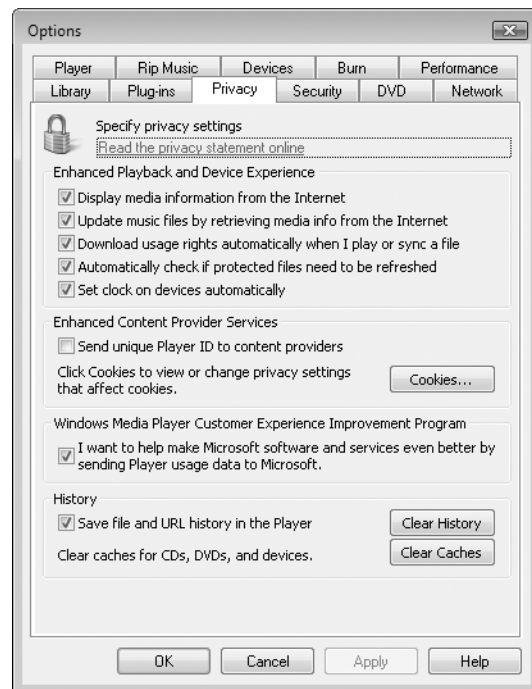 Options
Player Rip Music Devices Burn Performance
Library Plug-ins Privacy Security DVD Network
Specify privacy settings
Read the privacy statement online
Enhanced Playback and Device Experience
Display media information from the Internet
Update music files by retrieving media info from the Internet
Download usage rights automatically when I play or sync a file
Automatically check if protected files need to be refreshed
Set clock on devices automatically
Enhanced Content Provider Services
Send unique Player ID to content providers
Click Cookies to view or change privacy settings
that affect cookies.
Cookies...
Windows Media Player Customer Experience Improvement Program
I want to help make Microsoft software and services even better by
sending Player usage data to Microsoft.
History
Save file and URL history in the Player
Clear History
Clear caches for CDs, DVDs, and devices.
Clear Caches
OK Cancel Apply Help